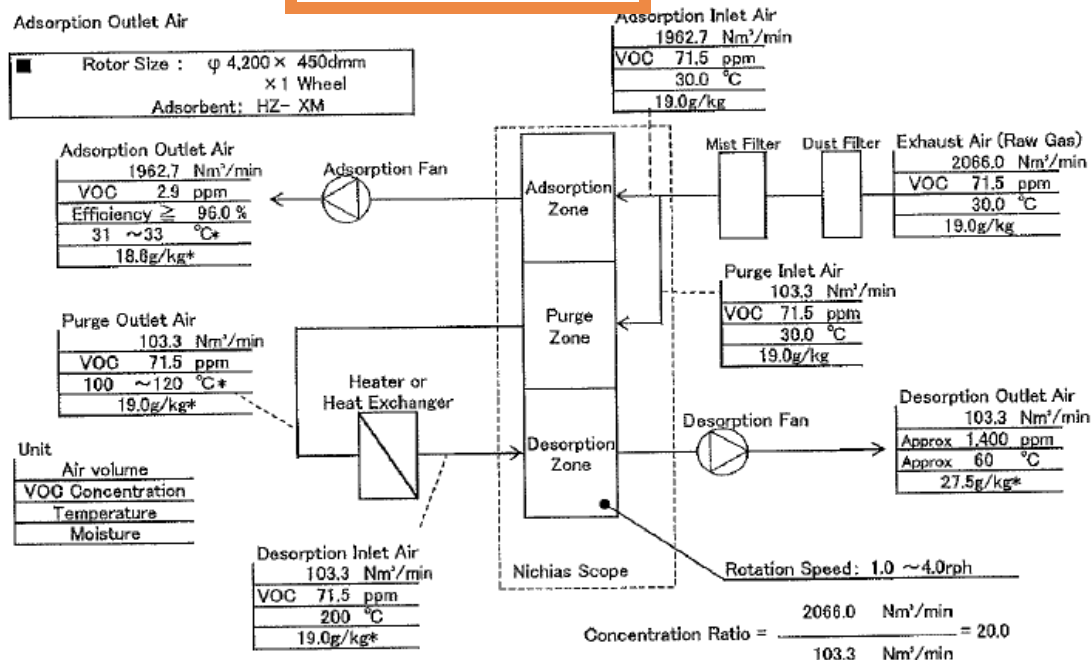 Adsorption Outlet Air
■ Rotor Size : φ 4,200 × 450dmm
× 1 Wheel
Adsorbent: HZ- XM
Adsorption Inlet Air
1962.7 Nm³/min
VOC 71.5 ppm
30.0 ℃
19.0g/kg
Mist Filter
Dust Filter
Exhaust Air (Raw Gas)
2066.0 Nm³/min
VOC 71.5 ppm
30.0 ℃
19.0g/kg
Adsorption Outlet Air
1962.7 Nm³/min
VOC 2.9 ppm
Efficiency ≧ 96.0 %
31 ~33 ℃*
18.6g/kg*
Adsorption Fan
Adsorption
Zone
Purge
Zone
Desorption
Zone
Purge Inlet Air
103.3 Nm³/min
VOC 71.5 ppm
30.0 ℃
19.0g/kg
Purge Outlet Air
103.3 Nm³/min
VOC 71.5 ppm
100 ~120 ℃*
19.0g/kg*
Heater or
Heat Exchanger
Desorption Fan
Desorption Outlet Air
103.3 Nm³/min
Approx 1,400 ppm
Approx 60 ℃
27.5g/kg*
Unit
Air volume
VOC Concentration
Temperature
Moisture
Desorption Inlet Air
103.3 Nm³/min
VOC 71.5 ppm
200 ℃
19.0g/kg*
Nichias Scope
Rotation Speed: 1.0 ~4.0rph
Concentration Ratio = 2066.0 Nm³/min / 103.3 Nm³/min = 20.0